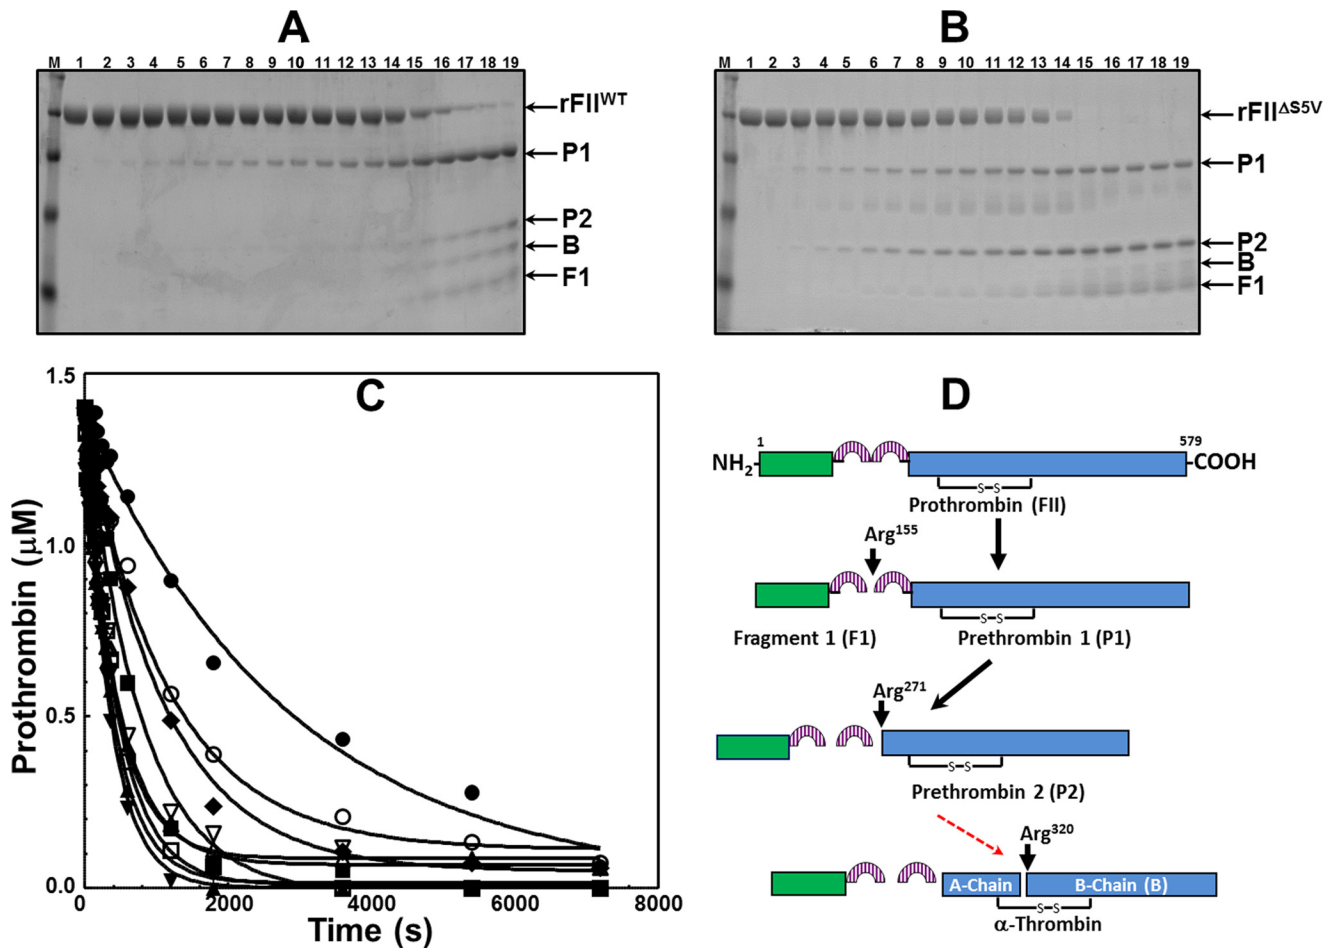 A
M 1 2 3 4 5 6 7 8 9 10 11 12 13 14 15 16 17 18 19
rFIIᵂᵀ
P1
P2
B
F1
B
M 1 2 3 4 5 6 7 8 9 10 11 12 13 14 15 16 17 18 19
rFIIᐞS5V
P1
P2
B
F1
C
Prothrombin (μM)
1.5
1.0
0.5
0.0
0 2000 4000 6000 8000
Time (s)
D
1 579
NH₂ COOH
S–S
Prothrombin (FII)
Arg¹⁵⁵
S–S
Fragment 1 (F1) Prethrombin 1 (P1)
Arg²⁷¹
S–S
Prethrombin 2 (P2)
Arg³²⁰
A-Chain B-Chain (B)
S–S
α-Thrombin